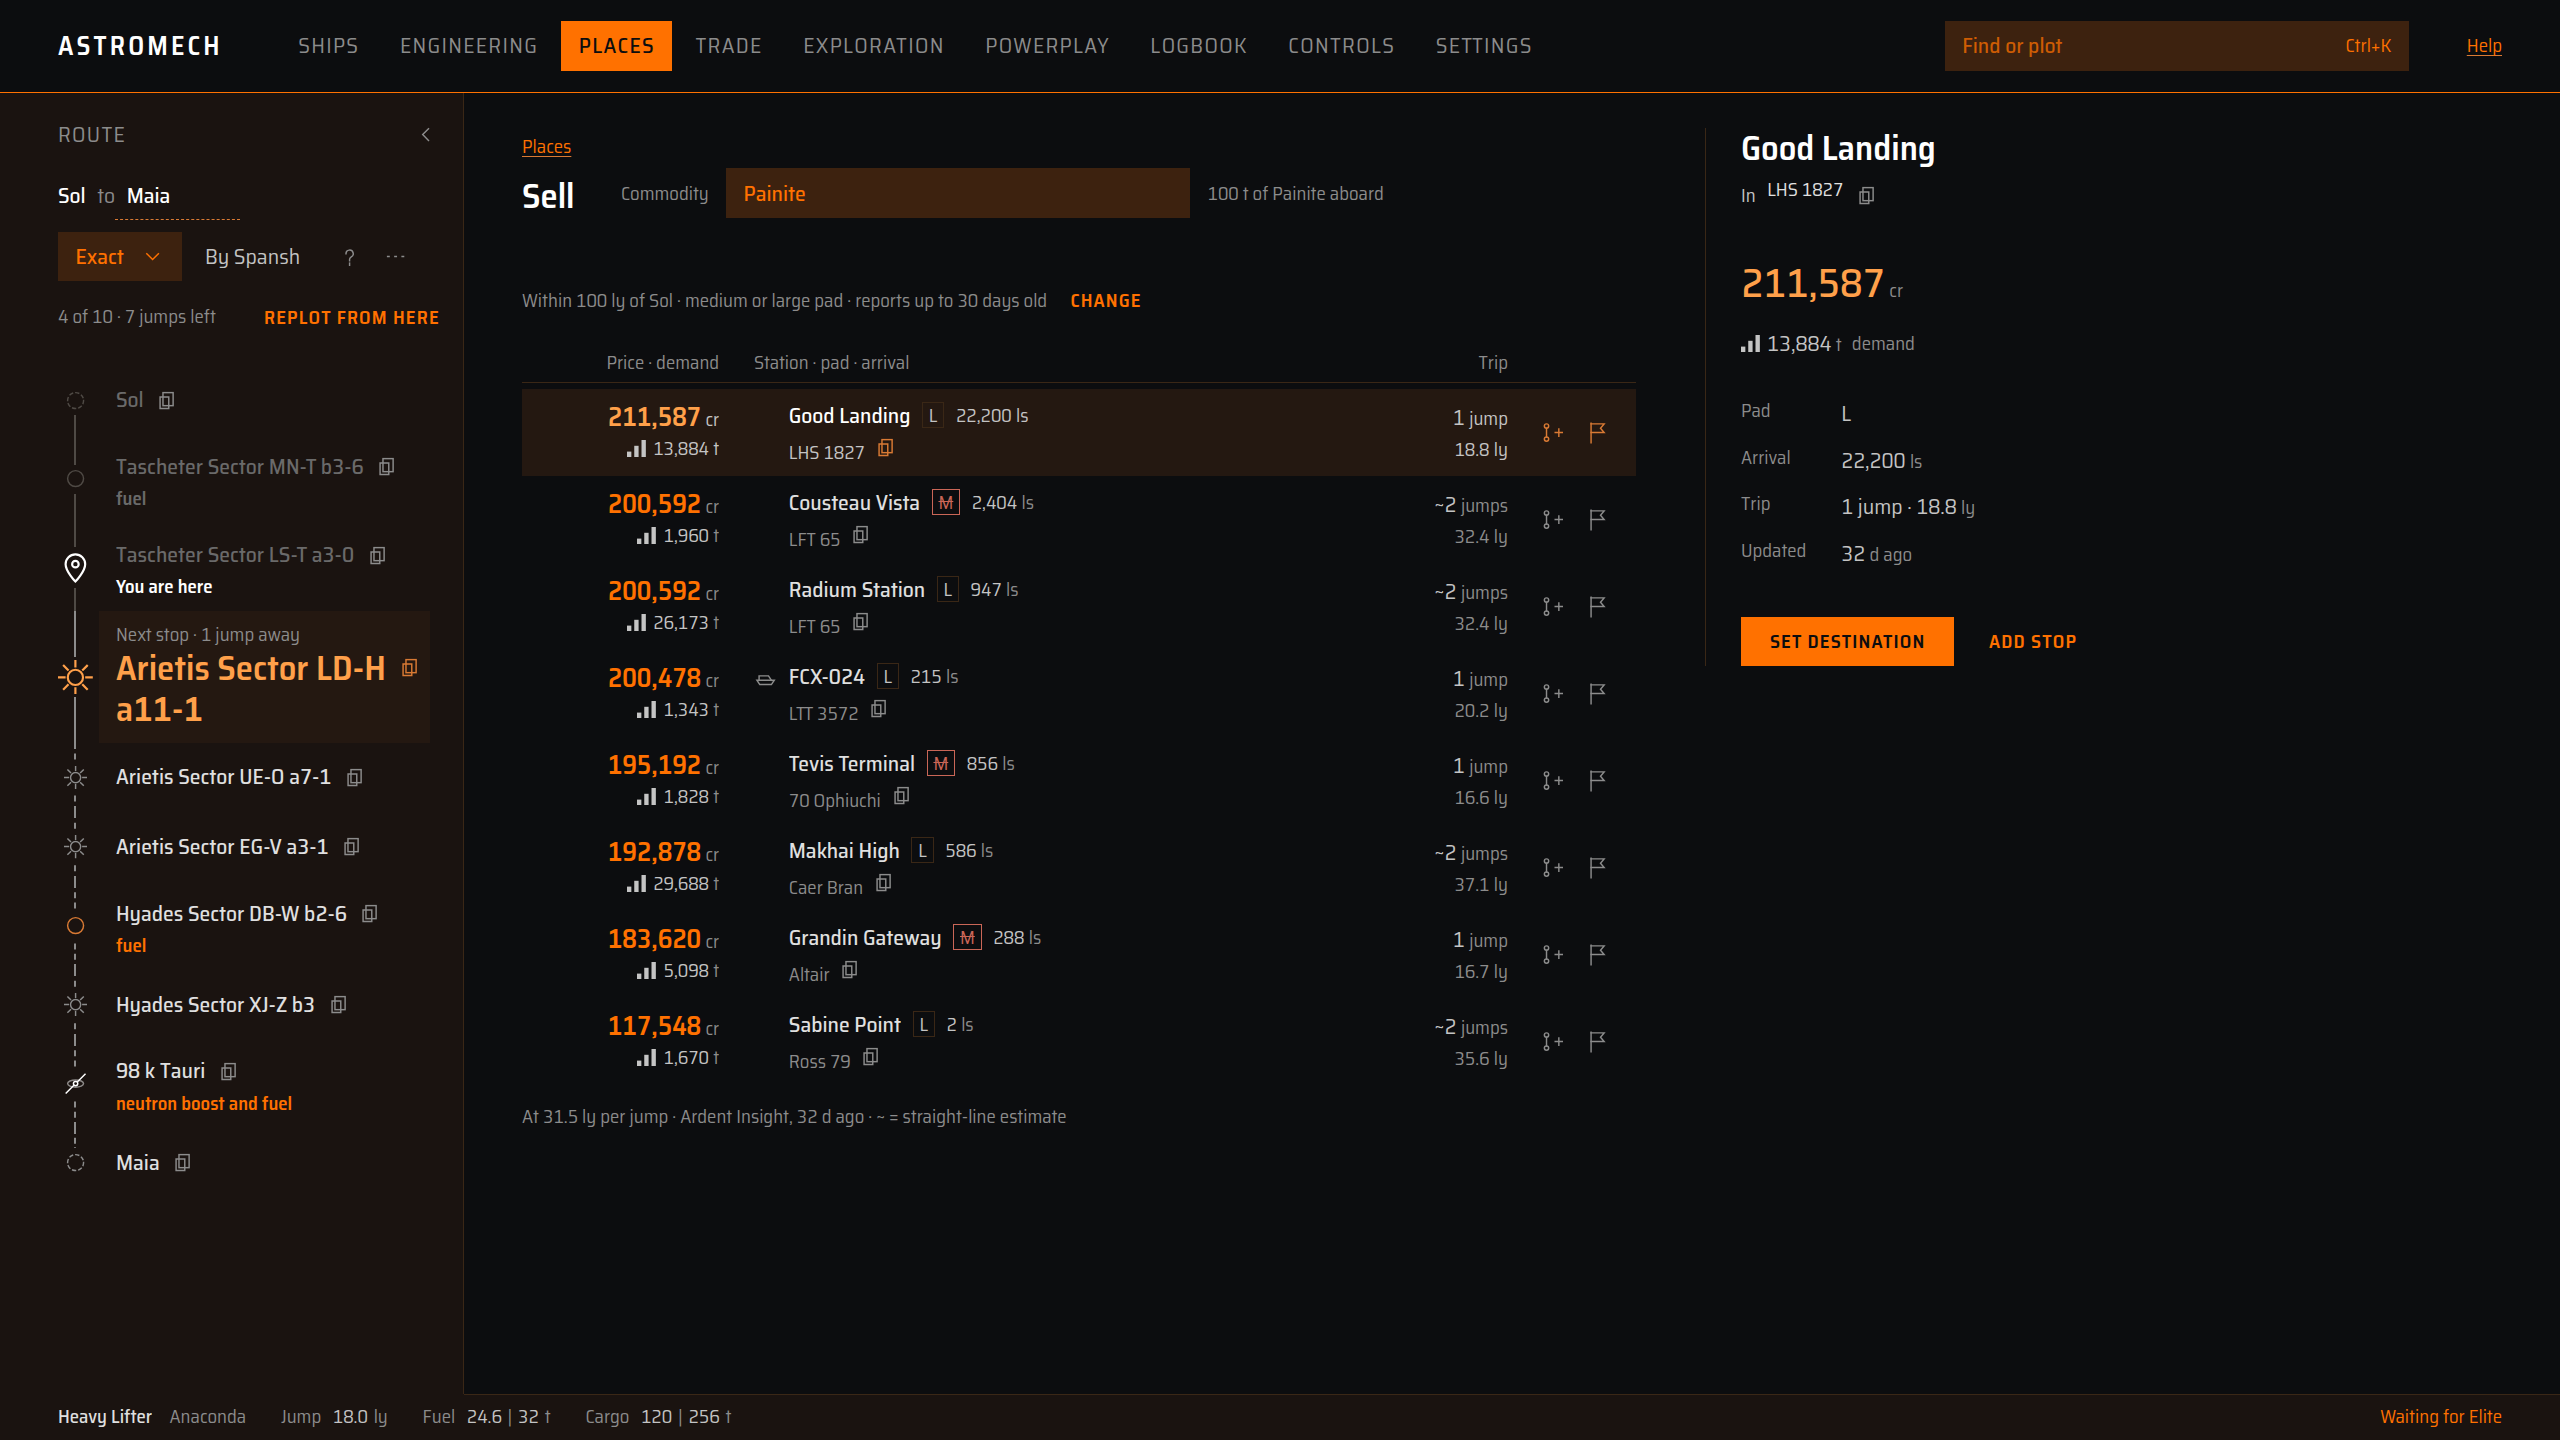 ASTROMECH SHIPS ENGINEERING PLACES TRADE EXPLORATION POWERPLAY LOGBOOK CONTROLS SETTINGS Find or plot Ctrl+K Help
ROUTE
Sol to Maia
Exact By Spansh ? ···
4 of 10 · 7 jumps left REPLOT FROM HERE
Sol
Tascheter Sector MN-T b3-6
fuel
Tascheter Sector LS-T a3-0
You are here
Next stop · 1 jump away
Arietis Sector LD-H
a11-1
Arietis Sector UE-O a7-1
Arietis Sector EG-V a3-1
Hyades Sector DB-W b2-6
fuel
Hyades Sector XJ-Z b3
98 k Tauri
neutron boost and fuel
Maia
Places
Sell Commodity Painite 100 t of Painite aboard
Within 100 ly of Sol · medium or large pad · reports up to 30 days old CHANGE
Price · demand Station · pad · arrival Trip
211,587 cr Good Landing L 22,200 ls 1 jump
13,884 t LHS 1827 18.8 ly
200,592 cr Cousteau Vista M 2,404 ls ~2 jumps
1,960 t LFT 65 32.4 ly
200,592 cr Radium Station L 947 ls ~2 jumps
26,173 t LFT 65 32.4 ly
200,478 cr FCX-024 L 215 ls 1 jump
1,343 t LTT 3572 20.2 ly
195,192 cr Tevis Terminal M 856 ls 1 jump
1,828 t 70 Ophiuchi 16.6 ly
192,878 cr Makhai High L 586 ls ~2 jumps
29,688 t Caer Bran 37.1 ly
183,620 cr Grandin Gateway M 288 ls 1 jump
5,098 t Altair 16.7 ly
117,548 cr Sabine Point L 2 ls ~2 jumps
1,670 t Ross 79 35.6 ly
At 31.5 ly per jump · Ardent Insight, 32 d ago · ~ = straight-line estimate
Good Landing
In LHS 1827
211,587 cr
13,884 t demand
Pad L
Arrival 22,200 ls
Trip 1 jump · 18.8 ly
Updated 32 d ago
SET DESTINATION ADD STOP
Heavy Lifter Anaconda Jump 18.0 ly Fuel 24.6 | 32 t Cargo 120 | 256 t Waiting for Elite